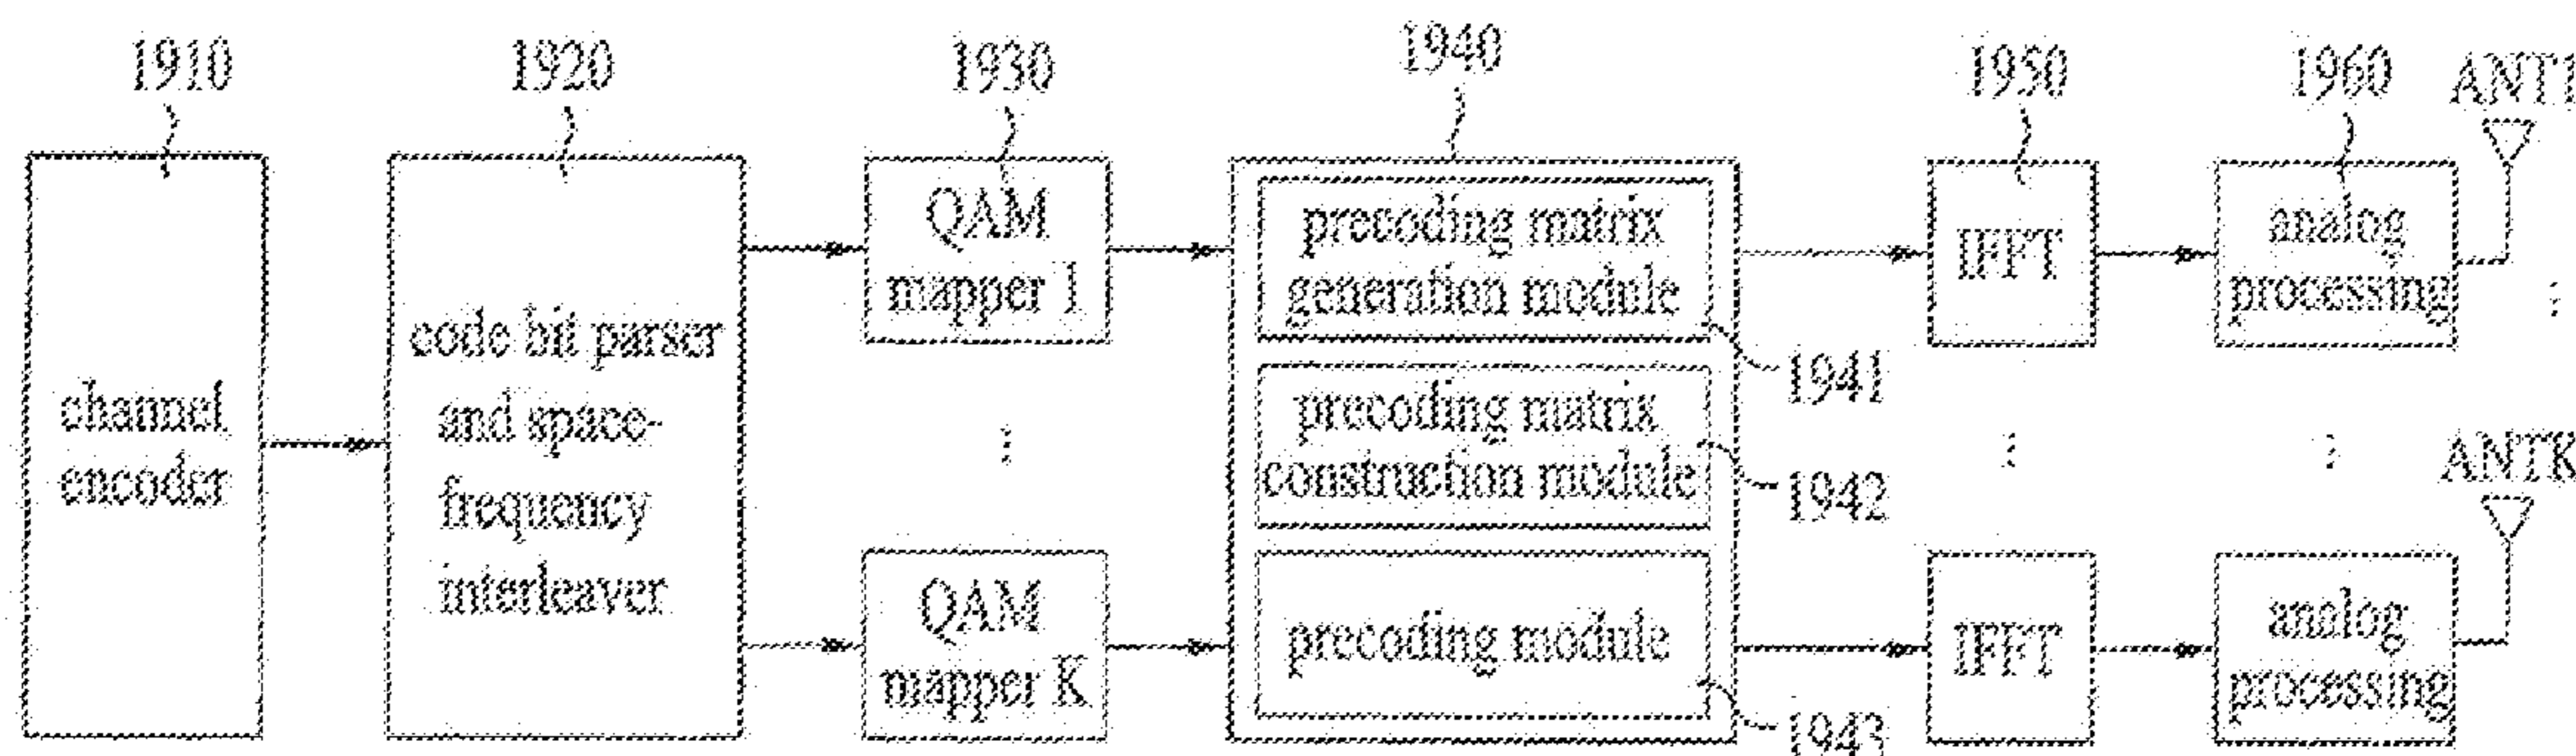 1910
1920
1930
1940
1950
1960
ANT1
channel
encoder
code bit parser
and space-
frequency
interleaver
QAM
mapper 1
precoding matrix
generation module
1941
precoding matrix
construction module
1942
precoding module
1943
IFFT
analog
processing
ANTK
QAM
mapper K
IFFT
analog
processing